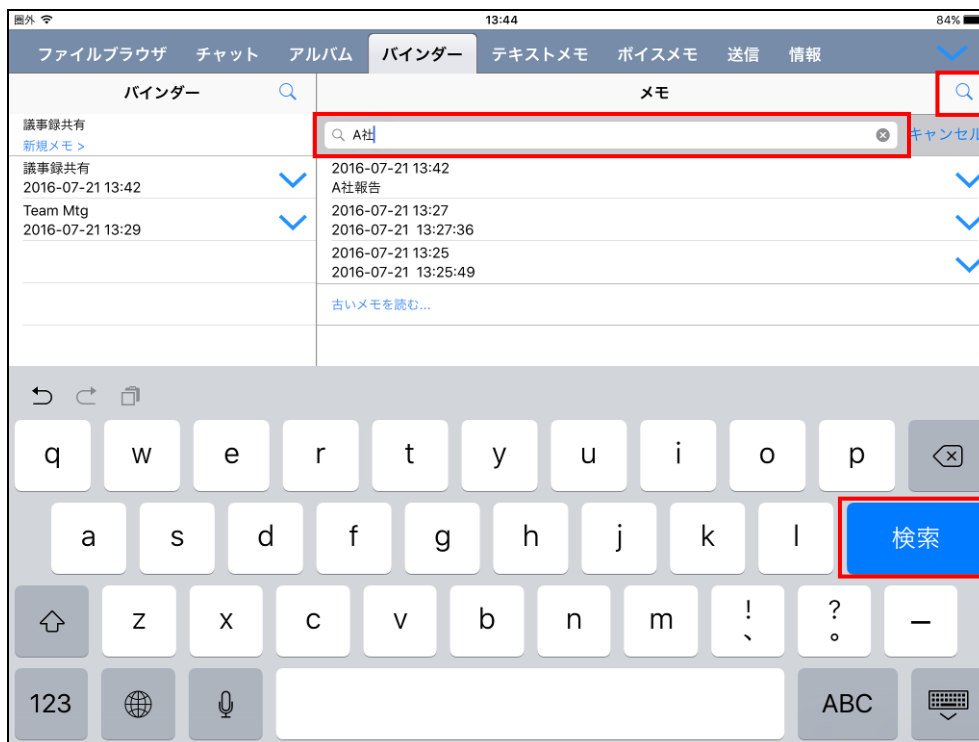 圏外 13:44 84%
ファイルブラウザ チャット アルバム バインダー テキストメモ ボイスメモ 送信 情報
バインダー メモ
A社 キャンセル
議事録共有
新規メモ >
議事録共有
2016-07-21 13:42
Team Mtg
2016-07-21 13:29
2016-07-21 13:42
A社報告
2016-07-21 13:27
2016-07-21 13:27:36
2016-07-21 13:25
2016-07-21 13:25:49
古いメモを読む...
q w e r t y u i o p
a s d f g h j k l 検索
z x c v b n m ! 、 ? 。 ー
123 ABC